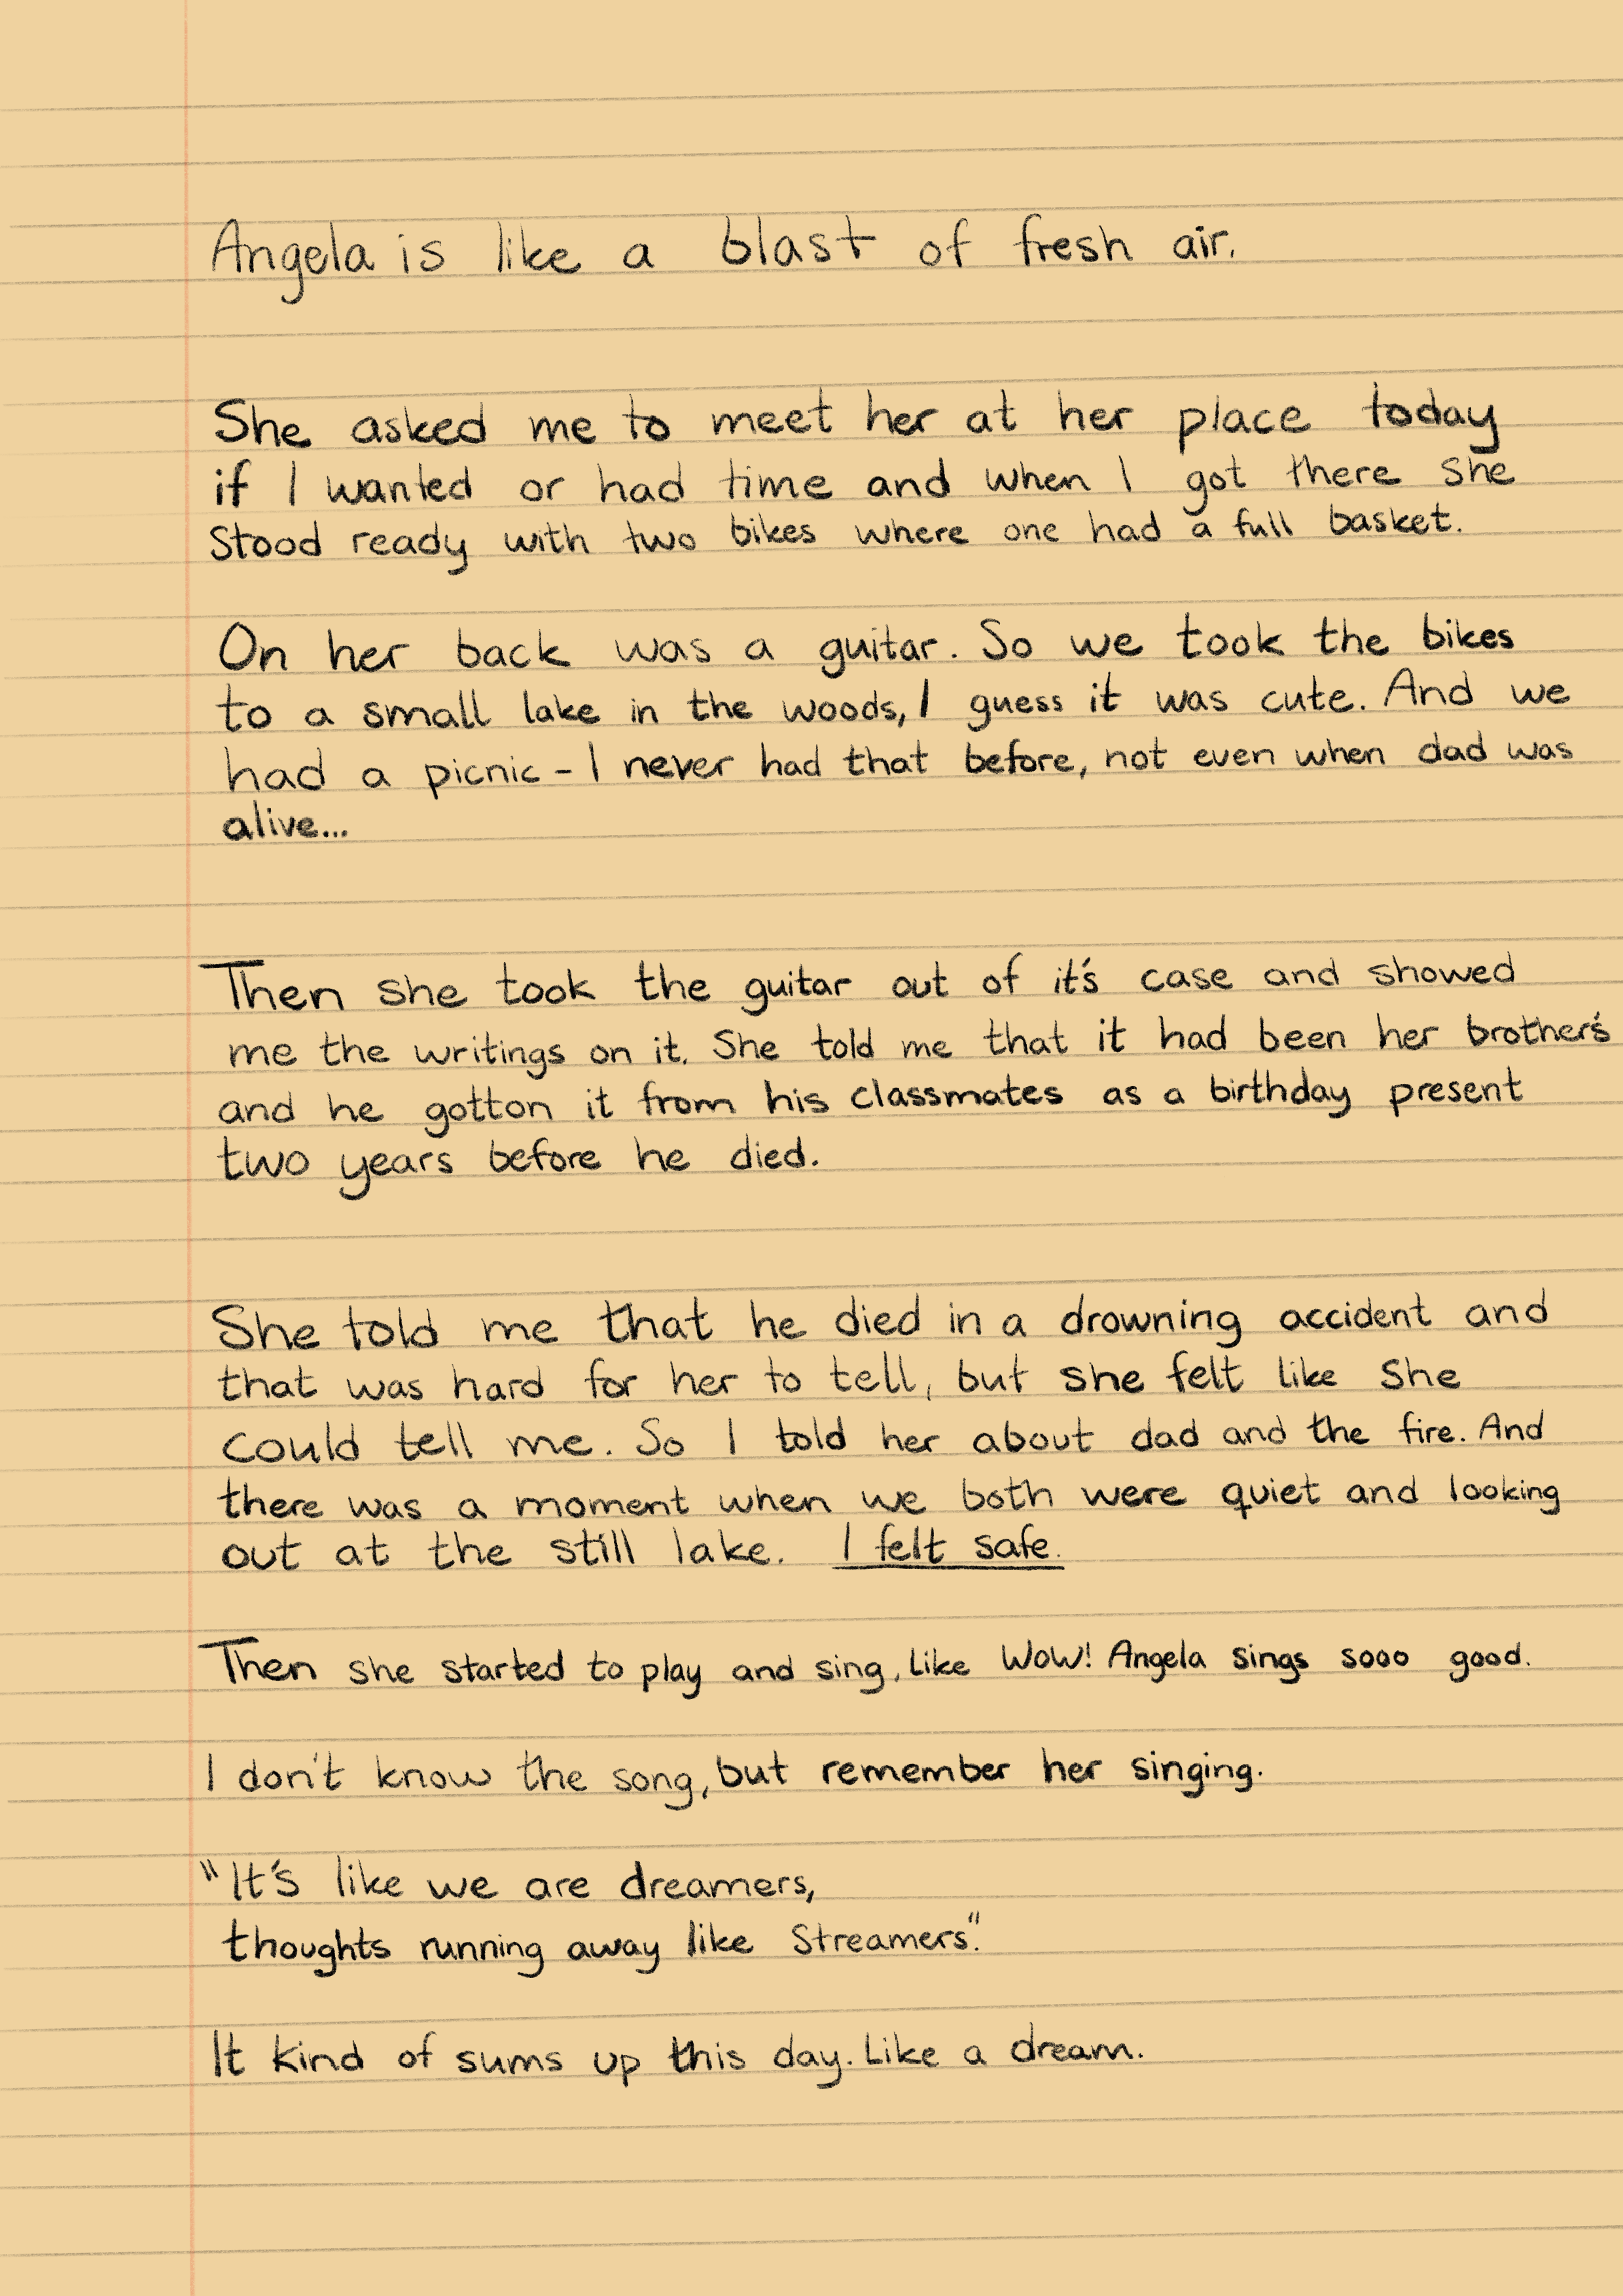 Angela is like a blast of fresh air.
She asked me to meet her at her place today
if I wanted or had time and when I got there she
stood ready with two bikes where one had a full basket.
On her back was a guitar. So we took the bikes
to a small lake in the woods, I guess it was cute. And we
had a picnic - I never had that before, not even when dad was
alive...
Then she took the guitar out of it's case and showed
me the writings on it. She told me that it had been her brother's
and he gotton it from his classmates as a birthday present
two years before he died.
She told me that he died in a drowning accident and
that was hard for her to tell, but she felt like she
could tell me. So I told her about dad and the fire. And
there was a moment when we both were quiet and looking
out at the still lake. I felt safe.
Then she started to play and sing, like WOW! Angela sings sooo good.
I don't know the song, but remember her singing.
"It's like we are dreamers,
thoughts running away like streamers."
It kind of sums up this day. Like a dream.